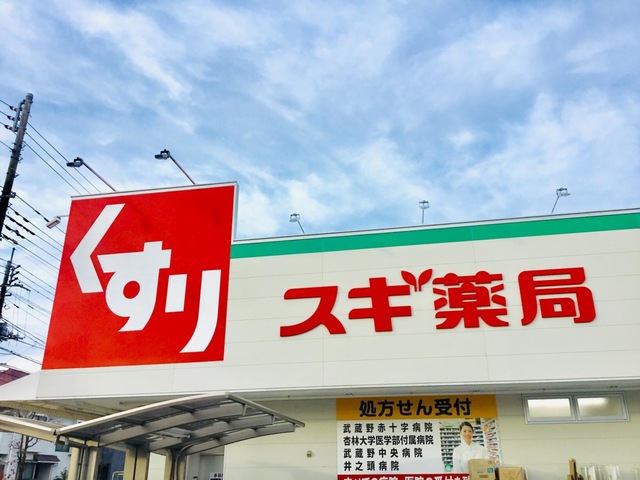 くすり
スギ薬局
処方せん受付
武蔵野赤十字病院
杏林大学医学部付属病院
武蔵野中央病院
井之頭病院